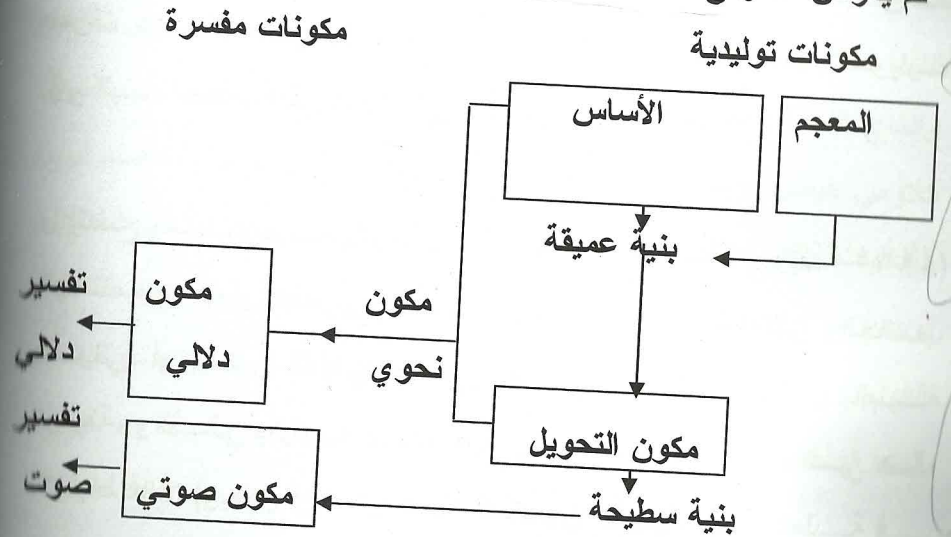 مكونات توليدية
مكونات مفسرة
المعجم
الأساس
بنية عميقة
مكون
نحوي
مكون
دلالي
تفسير
دلالي
مكون التحويل
بنية سطيحة
مكون صوتي
تفسير
صوت